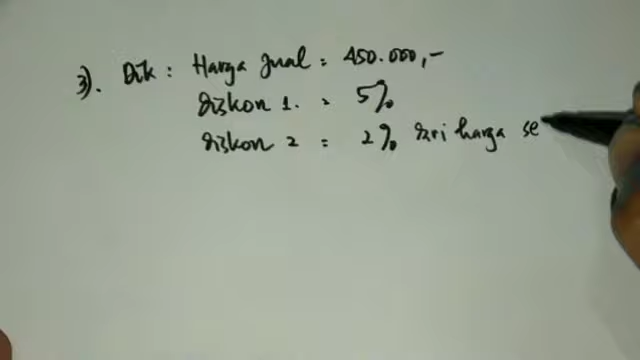 3). Dik : Harga Jual = 450.000,-
Diskon 1. = 5%
Diskon 2 = 2% dari harga se